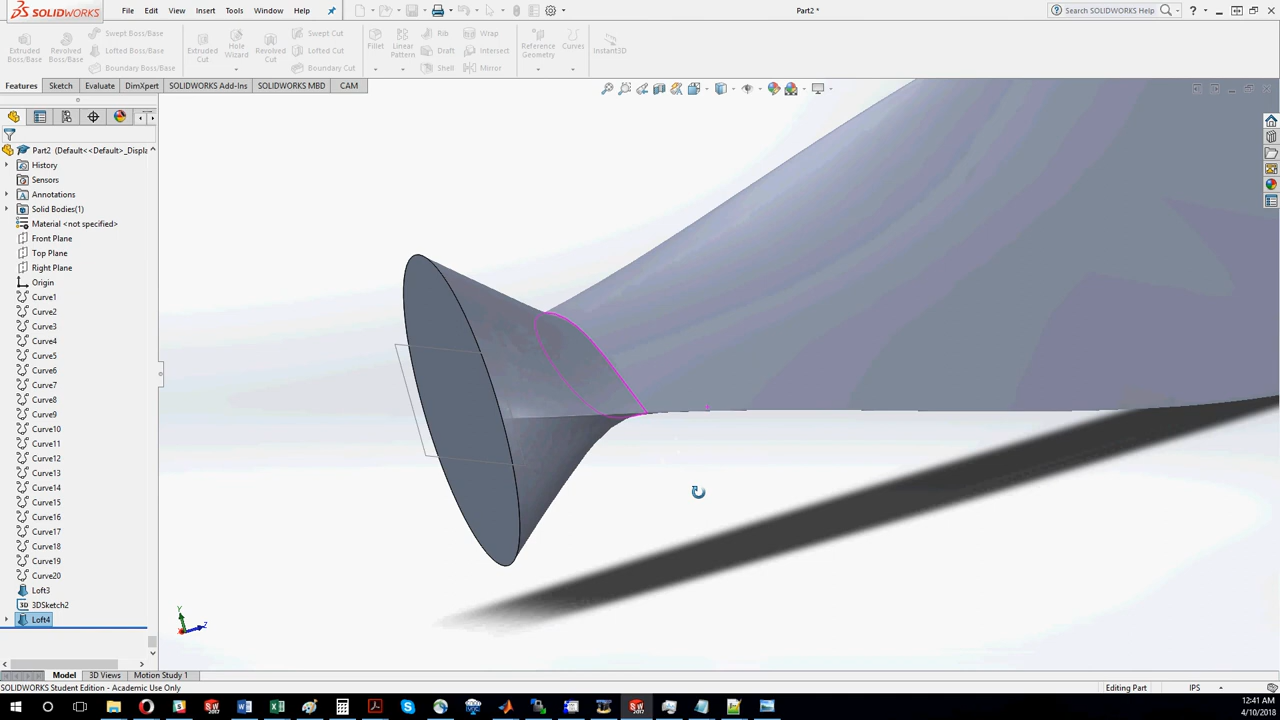 SOLIDWORKS
File Edit View Insert Tools Window Help
Part2 *
Search SOLIDWORKS Help
Extruded Boss/Base
Revolved Boss/Base
Swept Boss/Base
Lofted Boss/Base
Boundary Boss/Base
Extruded Cut
Hole Wizard
Revolved Cut
Swept Cut
Lofted Cut
Boundary Cut
Fillet
Linear Pattern
Rib
Draft
Shell
Wrap
Intersect
Mirror
Reference Geometry
Curves
Instant3D
Features Sketch Evaluate DimXpert SOLIDWORKS Add-Ins SOLIDWORKS MBD CAM
Part2 (Default<<Default>_Displa
History
Sensors
Annotations
Solid Bodies(1)
Material <not specified>
Front Plane
Top Plane
Right Plane
Origin
Curve1
Curve2
Curve3
Curve4
Curve5
Curve6
Curve7
Curve8
Curve9
Curve10
Curve11
Curve12
Curve13
Curve14
Curve15
Curve16
Curve17
Curve18
Curve19
Curve20
Loft3
3D 3DSketch2
Loft4
Y
Z
Model 3D Views Motion Study 1
SOLIDWORKS Student Edition - Academic Use Only
Editing Part
IPS
12:41 AM
4/10/2018